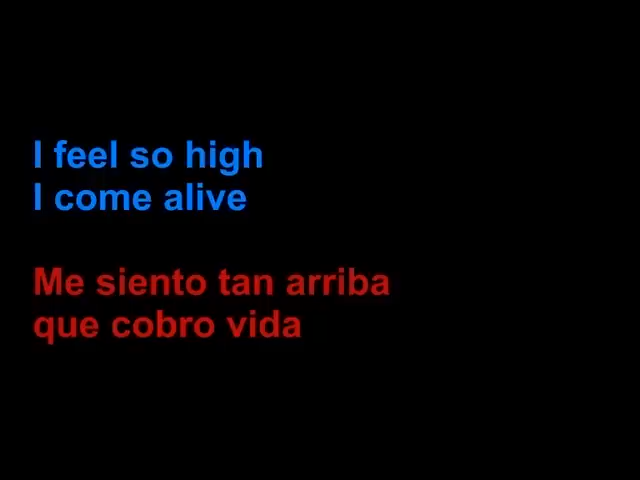 I feel so high
I come alive
Me siento tan arriba
que cobro vida